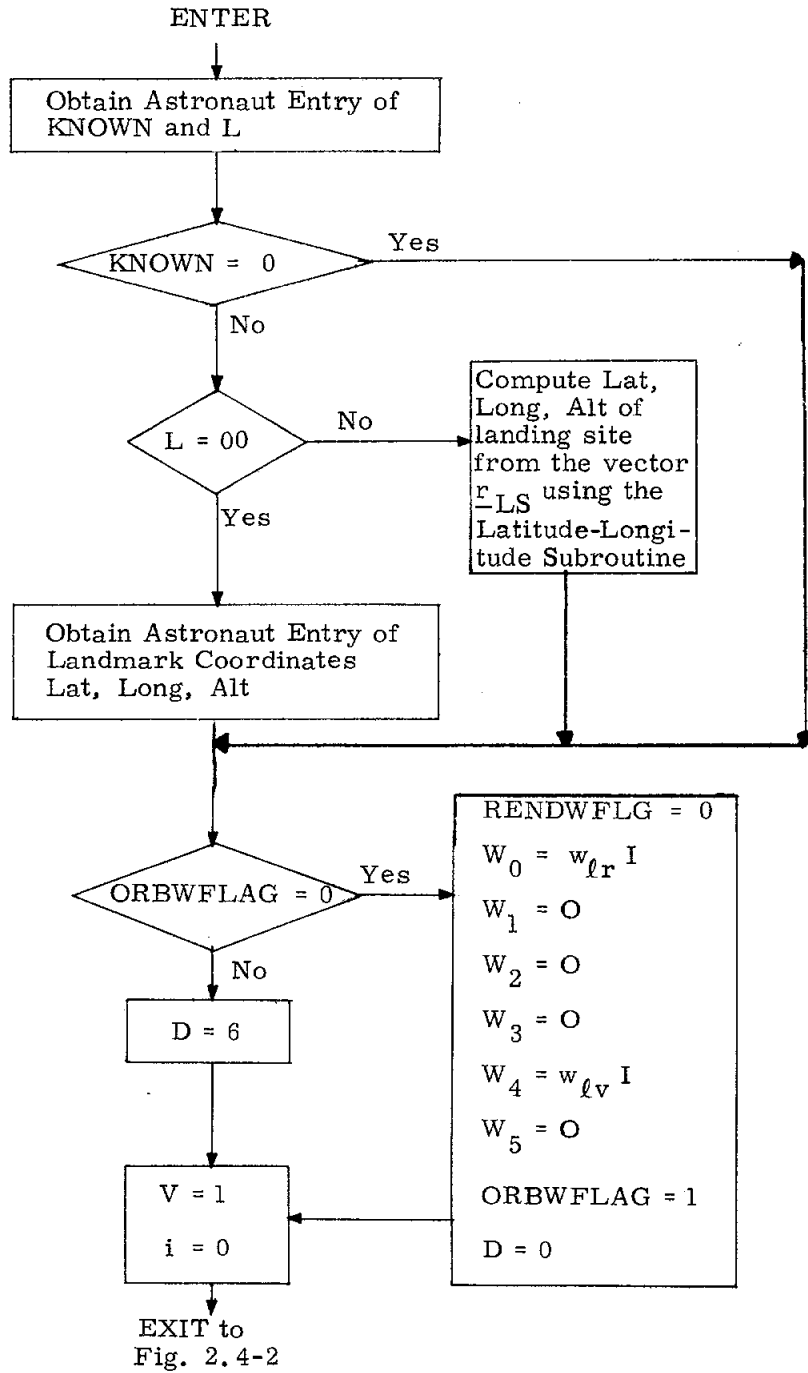 ENTER
Obtain Astronaut Entry of
KNOWN and L
KNOWN = 0
Yes
No
L = 00
No
Yes
Compute Lat,
Long, Alt of
landing site
from the vector
r_LS using the
Latitude-Longi-
tude Subroutine
Obtain Astronaut Entry of
Landmark Coordinates
Lat, Long, Alt
ORBWFLAG = 0
Yes
No
RENDWFLG = 0
W₀ = w_ℓr I
W₁ = O
W₂ = O
W₃ = O
W₄ = w_ℓv I
W₅ = O
ORBWFLAG = 1
D = 0
D = 6
V = 1
i = 0
EXIT to
Fig. 2.4-2